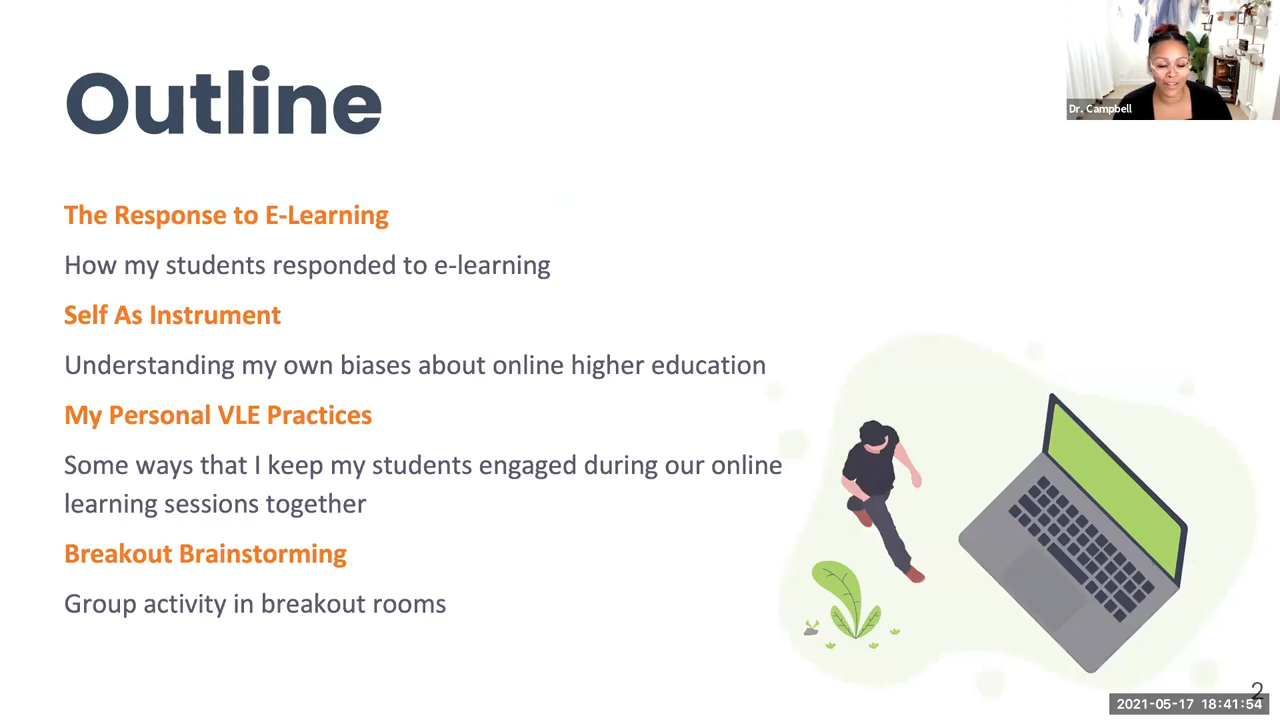 Outline
Dr. Campbell
The Response to E-Learning
How my students responded to e-learning
Self As Instrument
Understanding my own biases about online higher education
My Personal VLE Practices
Some ways that I keep my students engaged during our online
learning sessions together
Breakout Brainstorming
Group activity in breakout rooms
2
2021-05-17 18:41:54